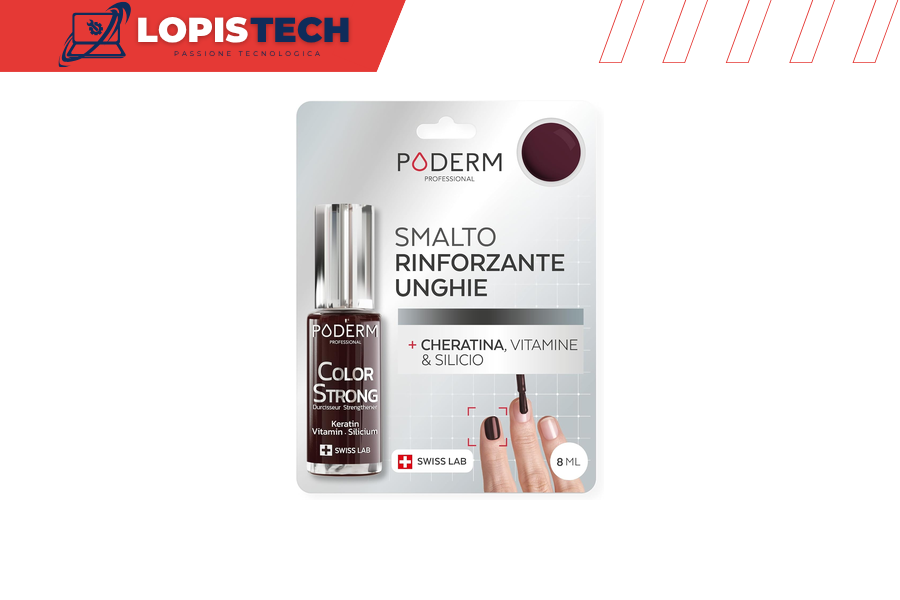 LOPISTECH
PASSIONE TECNOLOGICA
PODERM
PROFESSIONAL
SMALTO
RINFORZANTE
UNGHIE
+ CHERATINA, VITAMINE
& SILICIO
SWISS LAB
8 ML
PODERM
PROFESSIONAL
COLOR
STRONG
Durcisseur Strengthener
Keratin
Vitamin - Silicium
SWISS LAB